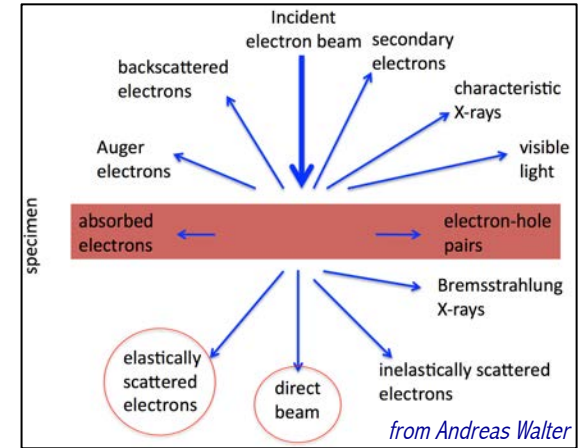 Incident
electron beam
secondary
electrons
backscattered
electrons
characteristic
X-rays
Auger
electrons
visible
light
specimen
absorbed
electrons
electron-hole
pairs
Bremsstrahlung
X-rays
elastically
scattered
electrons
direct
beam
inelastically scattered
electrons
from Andreas Walter